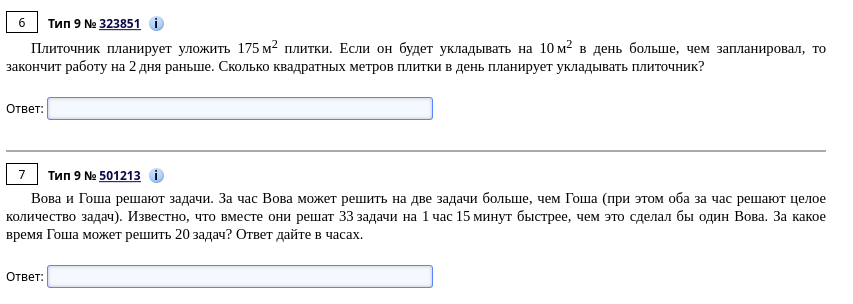 6 Тип 9 № 323851 i
Плиточник планирует уложить 175 м² плитки. Если он будет укладывать на 10 м² в день больше, чем запланировал, то
закончит работу на 2 дня раньше. Сколько квадратных метров плитки в день планирует укладывать плиточник?
Ответ:
7 Тип 9 № 501213 i
Вова и Гоша решают задачи. За час Вова может решить на две задачи больше, чем Гоша (при этом оба за час решают целое
количество задач). Известно, что вместе они решат 33 задачи на 1 час 15 минут быстрее, чем это сделал бы один Вова. За какое
время Гоша может решить 20 задач? Ответ дайте в часах.
Ответ: